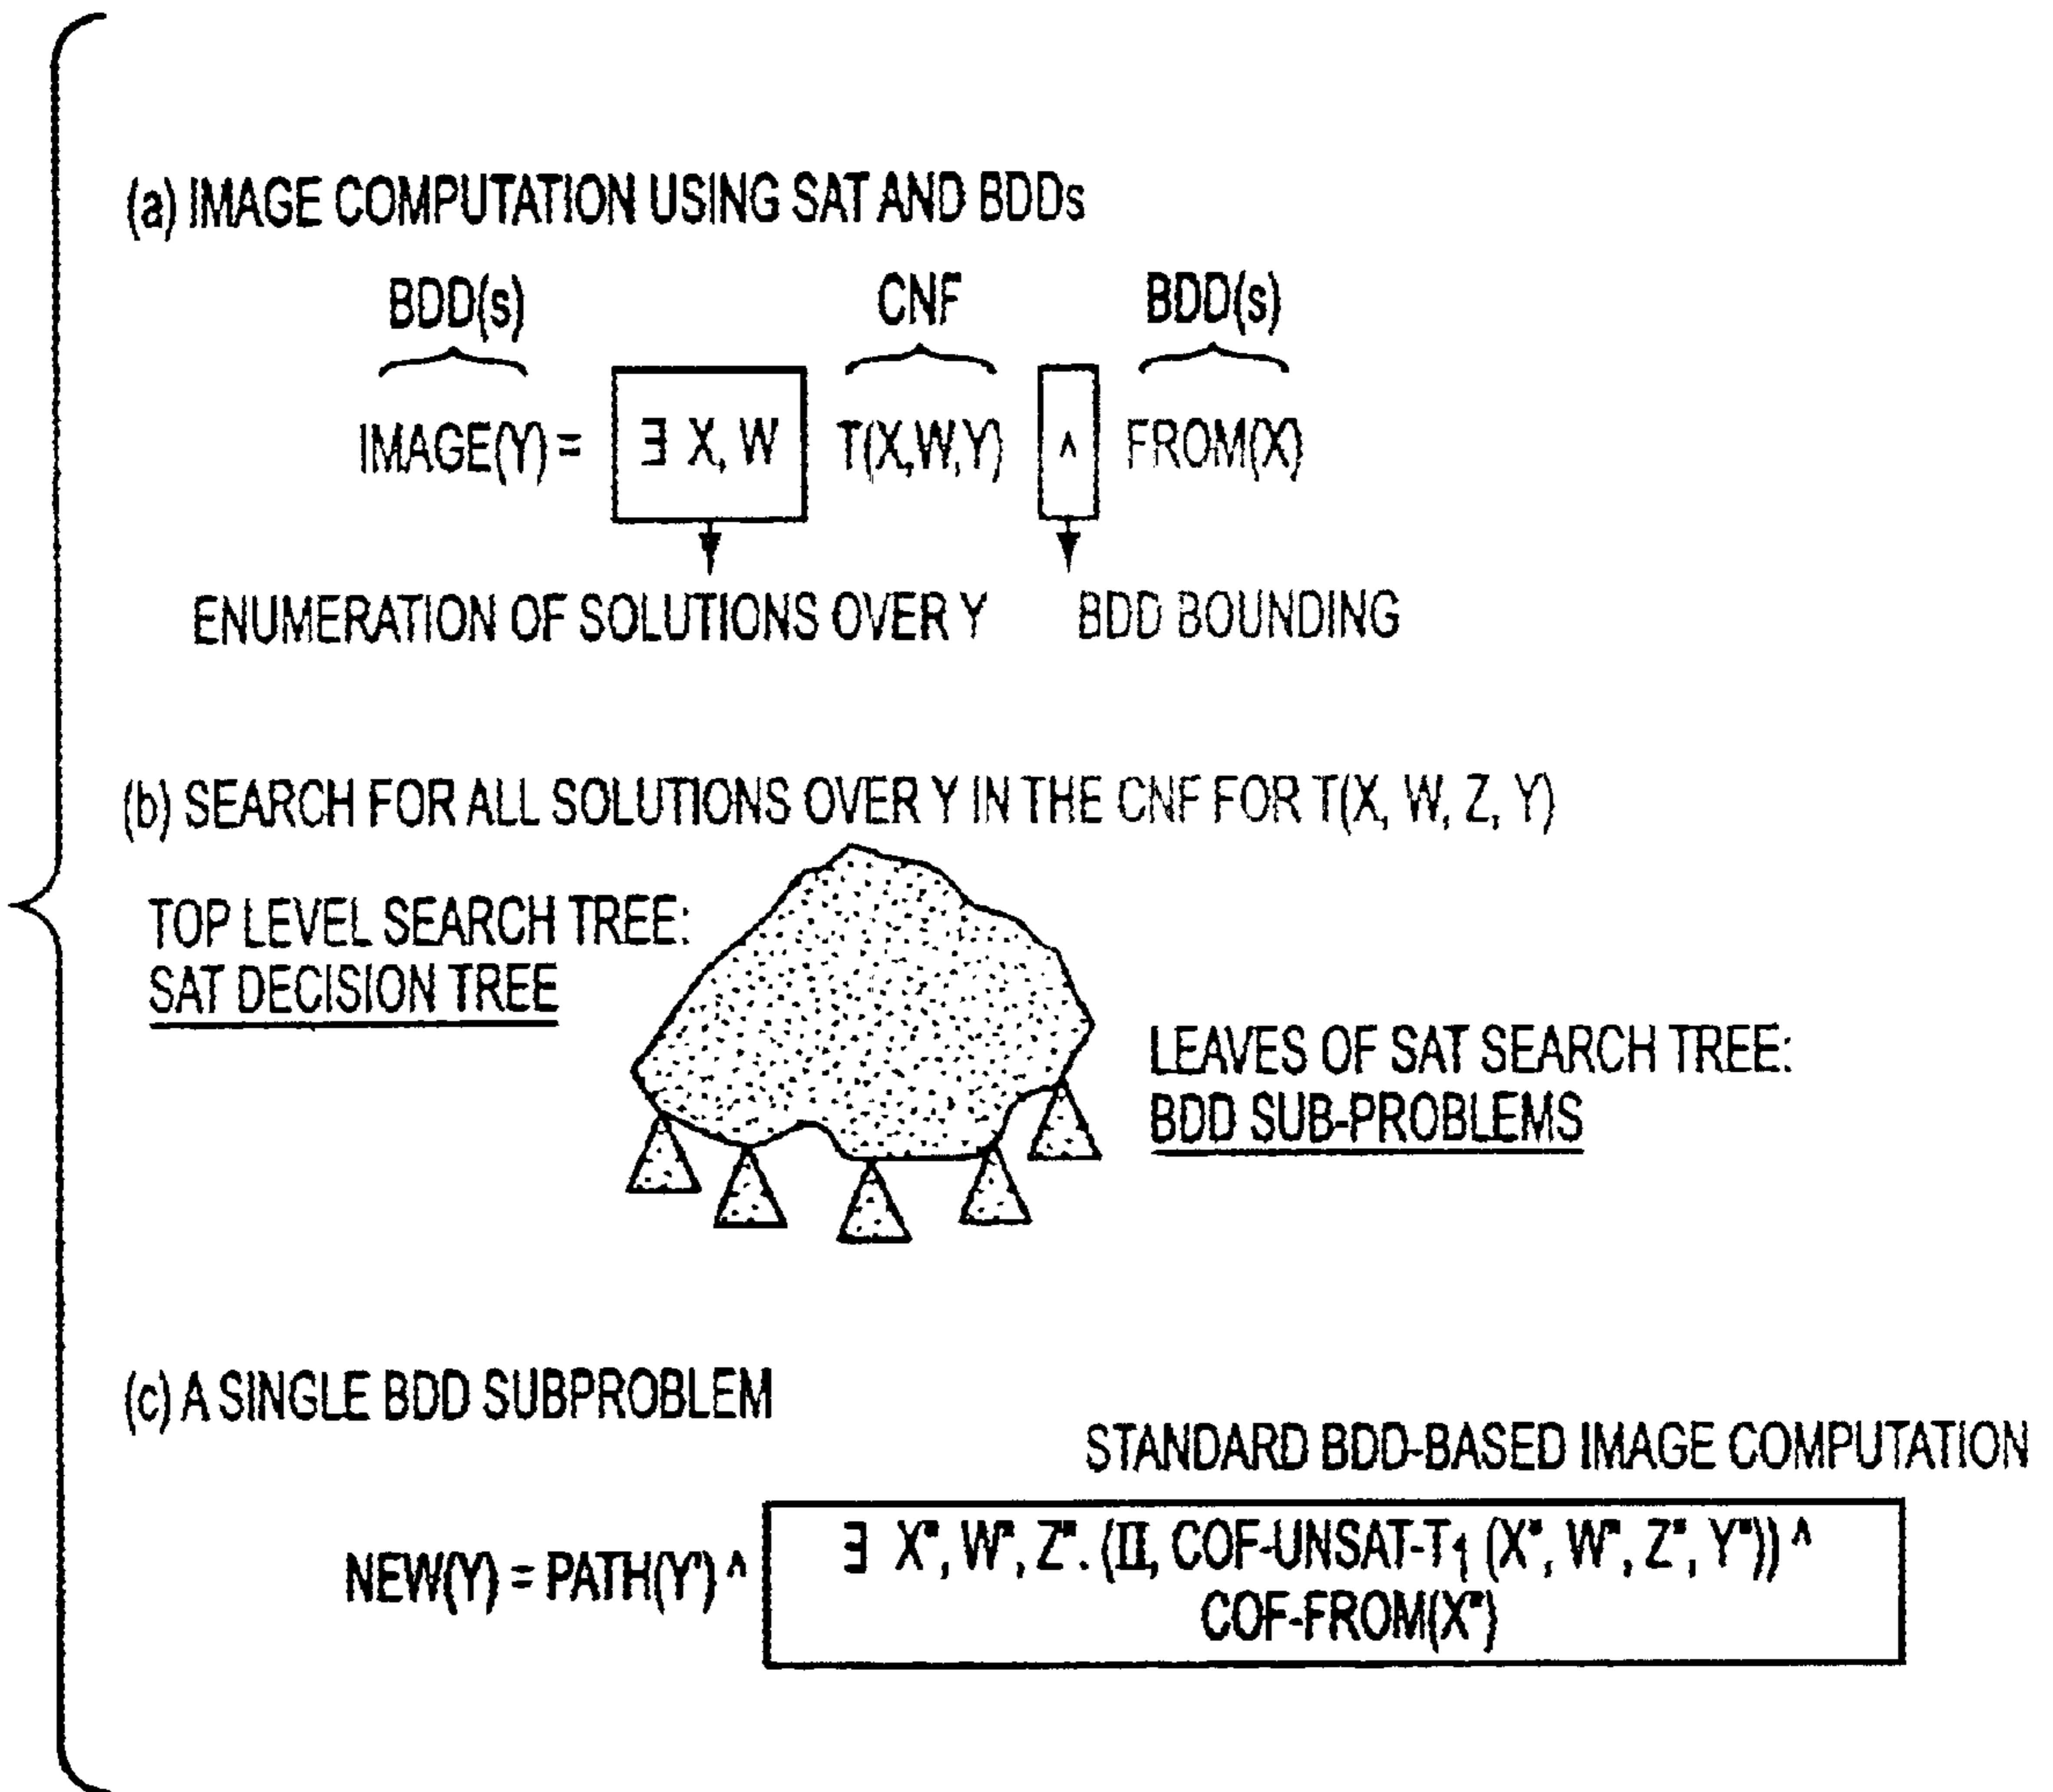 (a) IMAGE COMPUTATION USING SAT AND BDDs
BDD(s) CNF BDD(s)
IMAGE(Y) = ∃ X, W T(X,W,Y) ^ FROM(X)
ENUMERATION OF SOLUTIONS OVER Y BDD BOUNDING
(b) SEARCH FOR ALL SOLUTIONS OVER Y IN THE CNF FOR T(X, W, Z, Y)
TOP LEVEL SEARCH TREE:
SAT DECISION TREE
LEAVES OF SAT SEARCH TREE:
BDD SUB-PROBLEMS
(c) A SINGLE BDD SUBPROBLEM
STANDARD BDD-BASED IMAGE COMPUTATION
NEW(Y) = PATH(Y') ^ ∃ X", W", Z". (Π, COF-UNSAT-T₁ (X", W", Z", Y")) ^
COF-FROM(X")